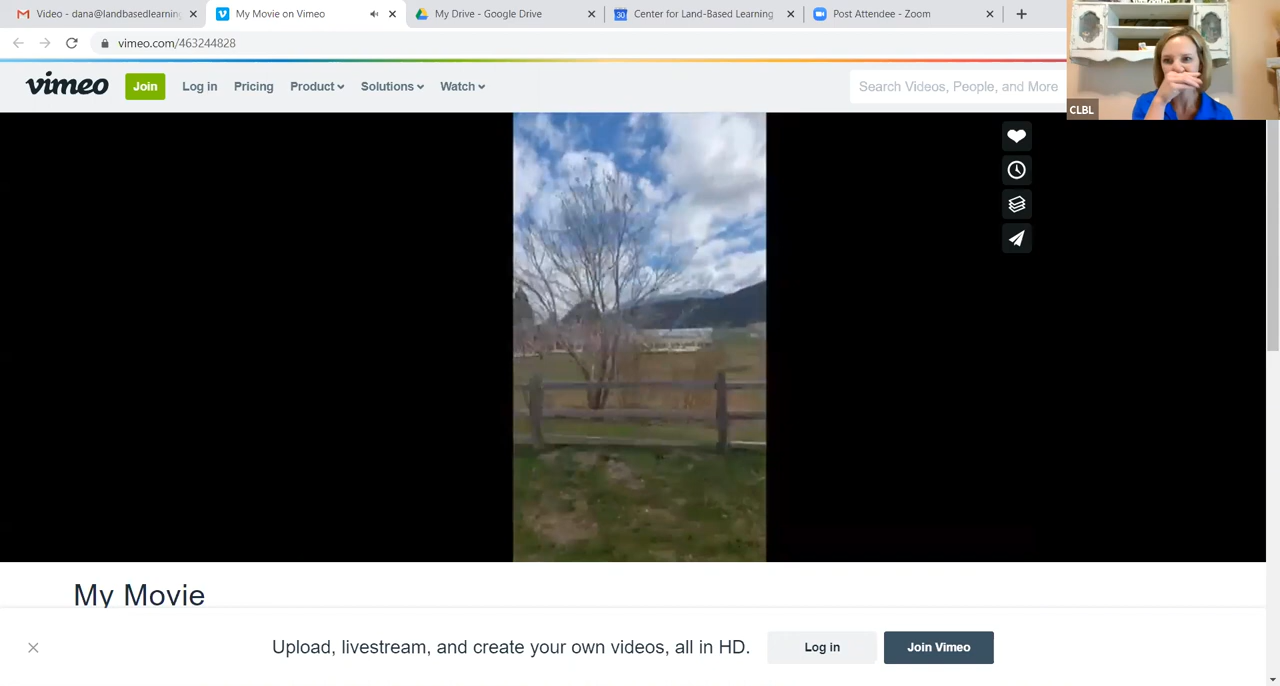 Video - dana@landbasedlearning
My Movie on Vimeo
My Drive - Google Drive
30
Center for Land-Based Learning
Post Attendee - Zoom
vimeo.com/463244828
vimeo
Join
Log in
Pricing
Product
Solutions
Watch
Search Videos, People, and More
CLBL
My Movie
Upload, livestream, and create your own videos, all in HD.
Log in
Join Vimeo